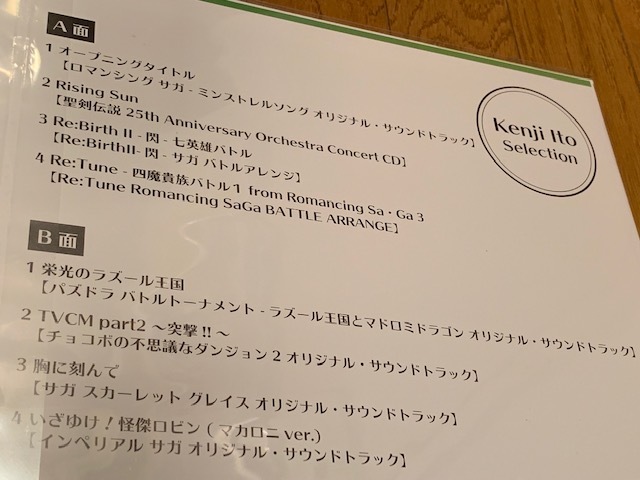 A面
1 オープニングタイトル
【ロマンシング サガ - ミンストレルソング オリジナル・サウンドトラック】
2 Rising Sun
【聖剣伝説 25th Anniversary Orchestra Concert CD】
3 Re:Birth II - 閃 - 七英雄バトル
【Re:BirthII- 閃 - サガ バトルアレンジ】
4 Re:Tune - 四魔貴族バトル1 from Romancing Sa・Ga 3
【Re:Tune Romancing SaGa BATTLE ARRANGE】
Kenji Ito
Selection
B面
1 栄光のラズール王国
【パズドラ バトルトーナメント - ラズール王国とマドロミドラゴン オリジナル・サウンドトラック】
2 TVCM part2 ～突撃!!～
【チョコボの不思議なダンジョン2 オリジナル・サウンドトラック】
3 胸に刻んで
【サガ スカーレット グレイス オリジナル・サウンドトラック】
4 いざゆけ！怪傑ロビン ( マカロニ ver.)
【インペリアル サガ オリジナル・サウンドトラック】